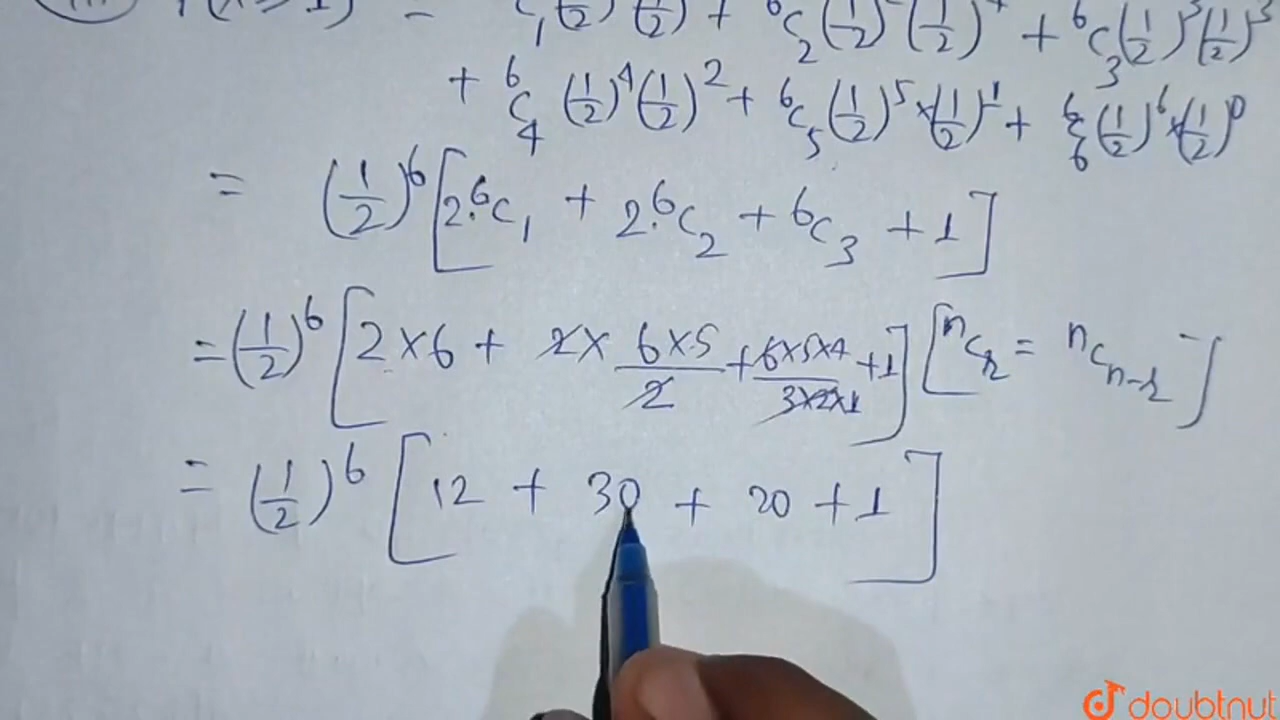 P(X ≥ 1) = ⁶C₁(1/2)(1/2) + ⁶C₂(1/2)²(1/2)⁴ + ⁶C₃(1/2)³(1/2)³
+ ⁶C₄(1/2)⁴(1/2)² + ⁶C₅(1/2)⁵×(1/2)¹ + ⁶C₆(1/2)⁶×(1/2)⁰
= (1/2)⁶[2.⁶C₁ + 2.⁶C₂ + ⁶C₃ + 1]
= (1/2)⁶[2×6 + 2× 6×5/2 + 6×5×4/3×2×1 + 1] [ⁿCᵣ = ⁿCₙ₋ᵣ]
= (1/2)⁶[12 + 30 + 20 + 1]
doubtnut